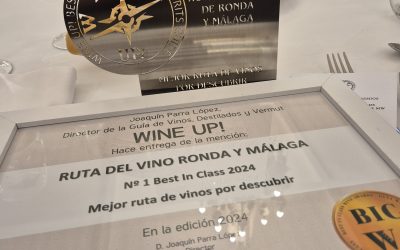 DE RONDA
Y MÁLAGA
MEJOR RUTA DE VINOS
POR DESCUBRIR
UP!
Joaquín Parra López,
Director de la Guía de Vinos, Destilados y Vermut
WINE UP!
Hace entrega de la mención:
RUTA DEL VINO RONDA Y MÁLAGA
Nº 1 Best In Class 2024
Mejor ruta de vinos por descubrir
En la edición 2024
D. Joaquín Parra López
Director
BIC
W